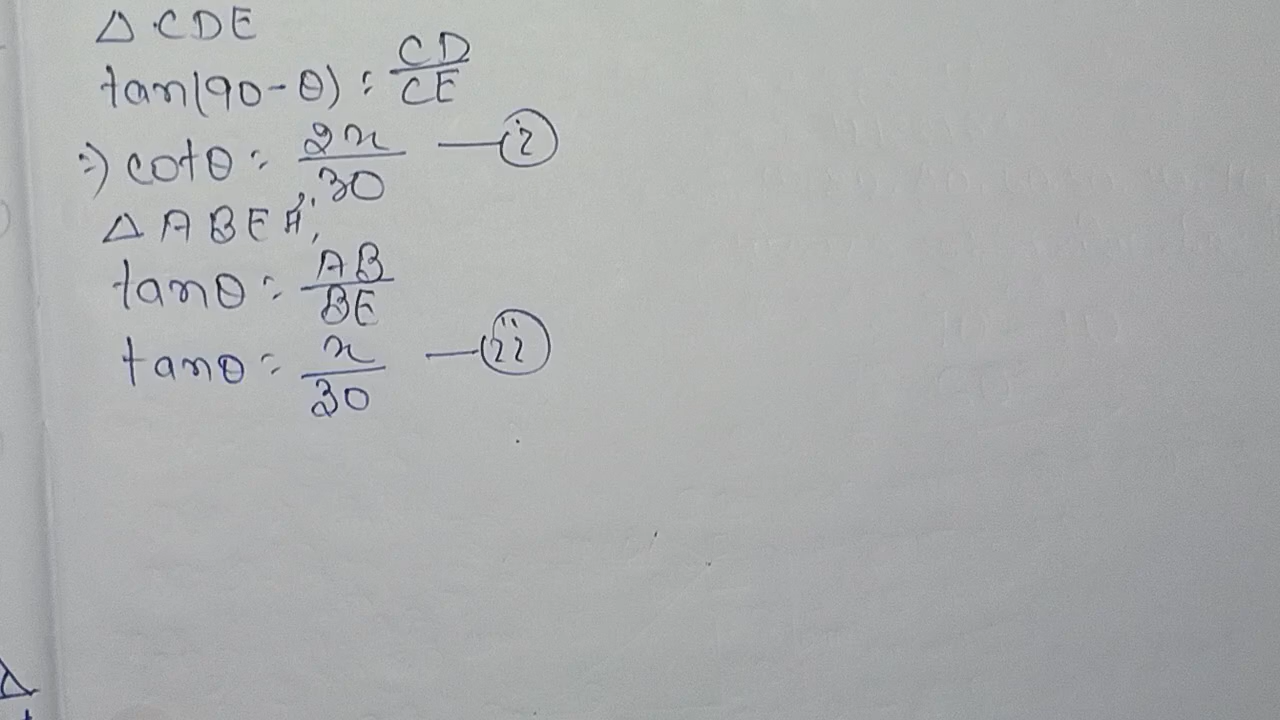 Δ CDE
tan(90-θ) = CD/CE
⇒ cotθ = 2x/30 — (i)
Δ ABE में,
tanθ = AB/BE
tanθ = x/30 — (ii)
Δ